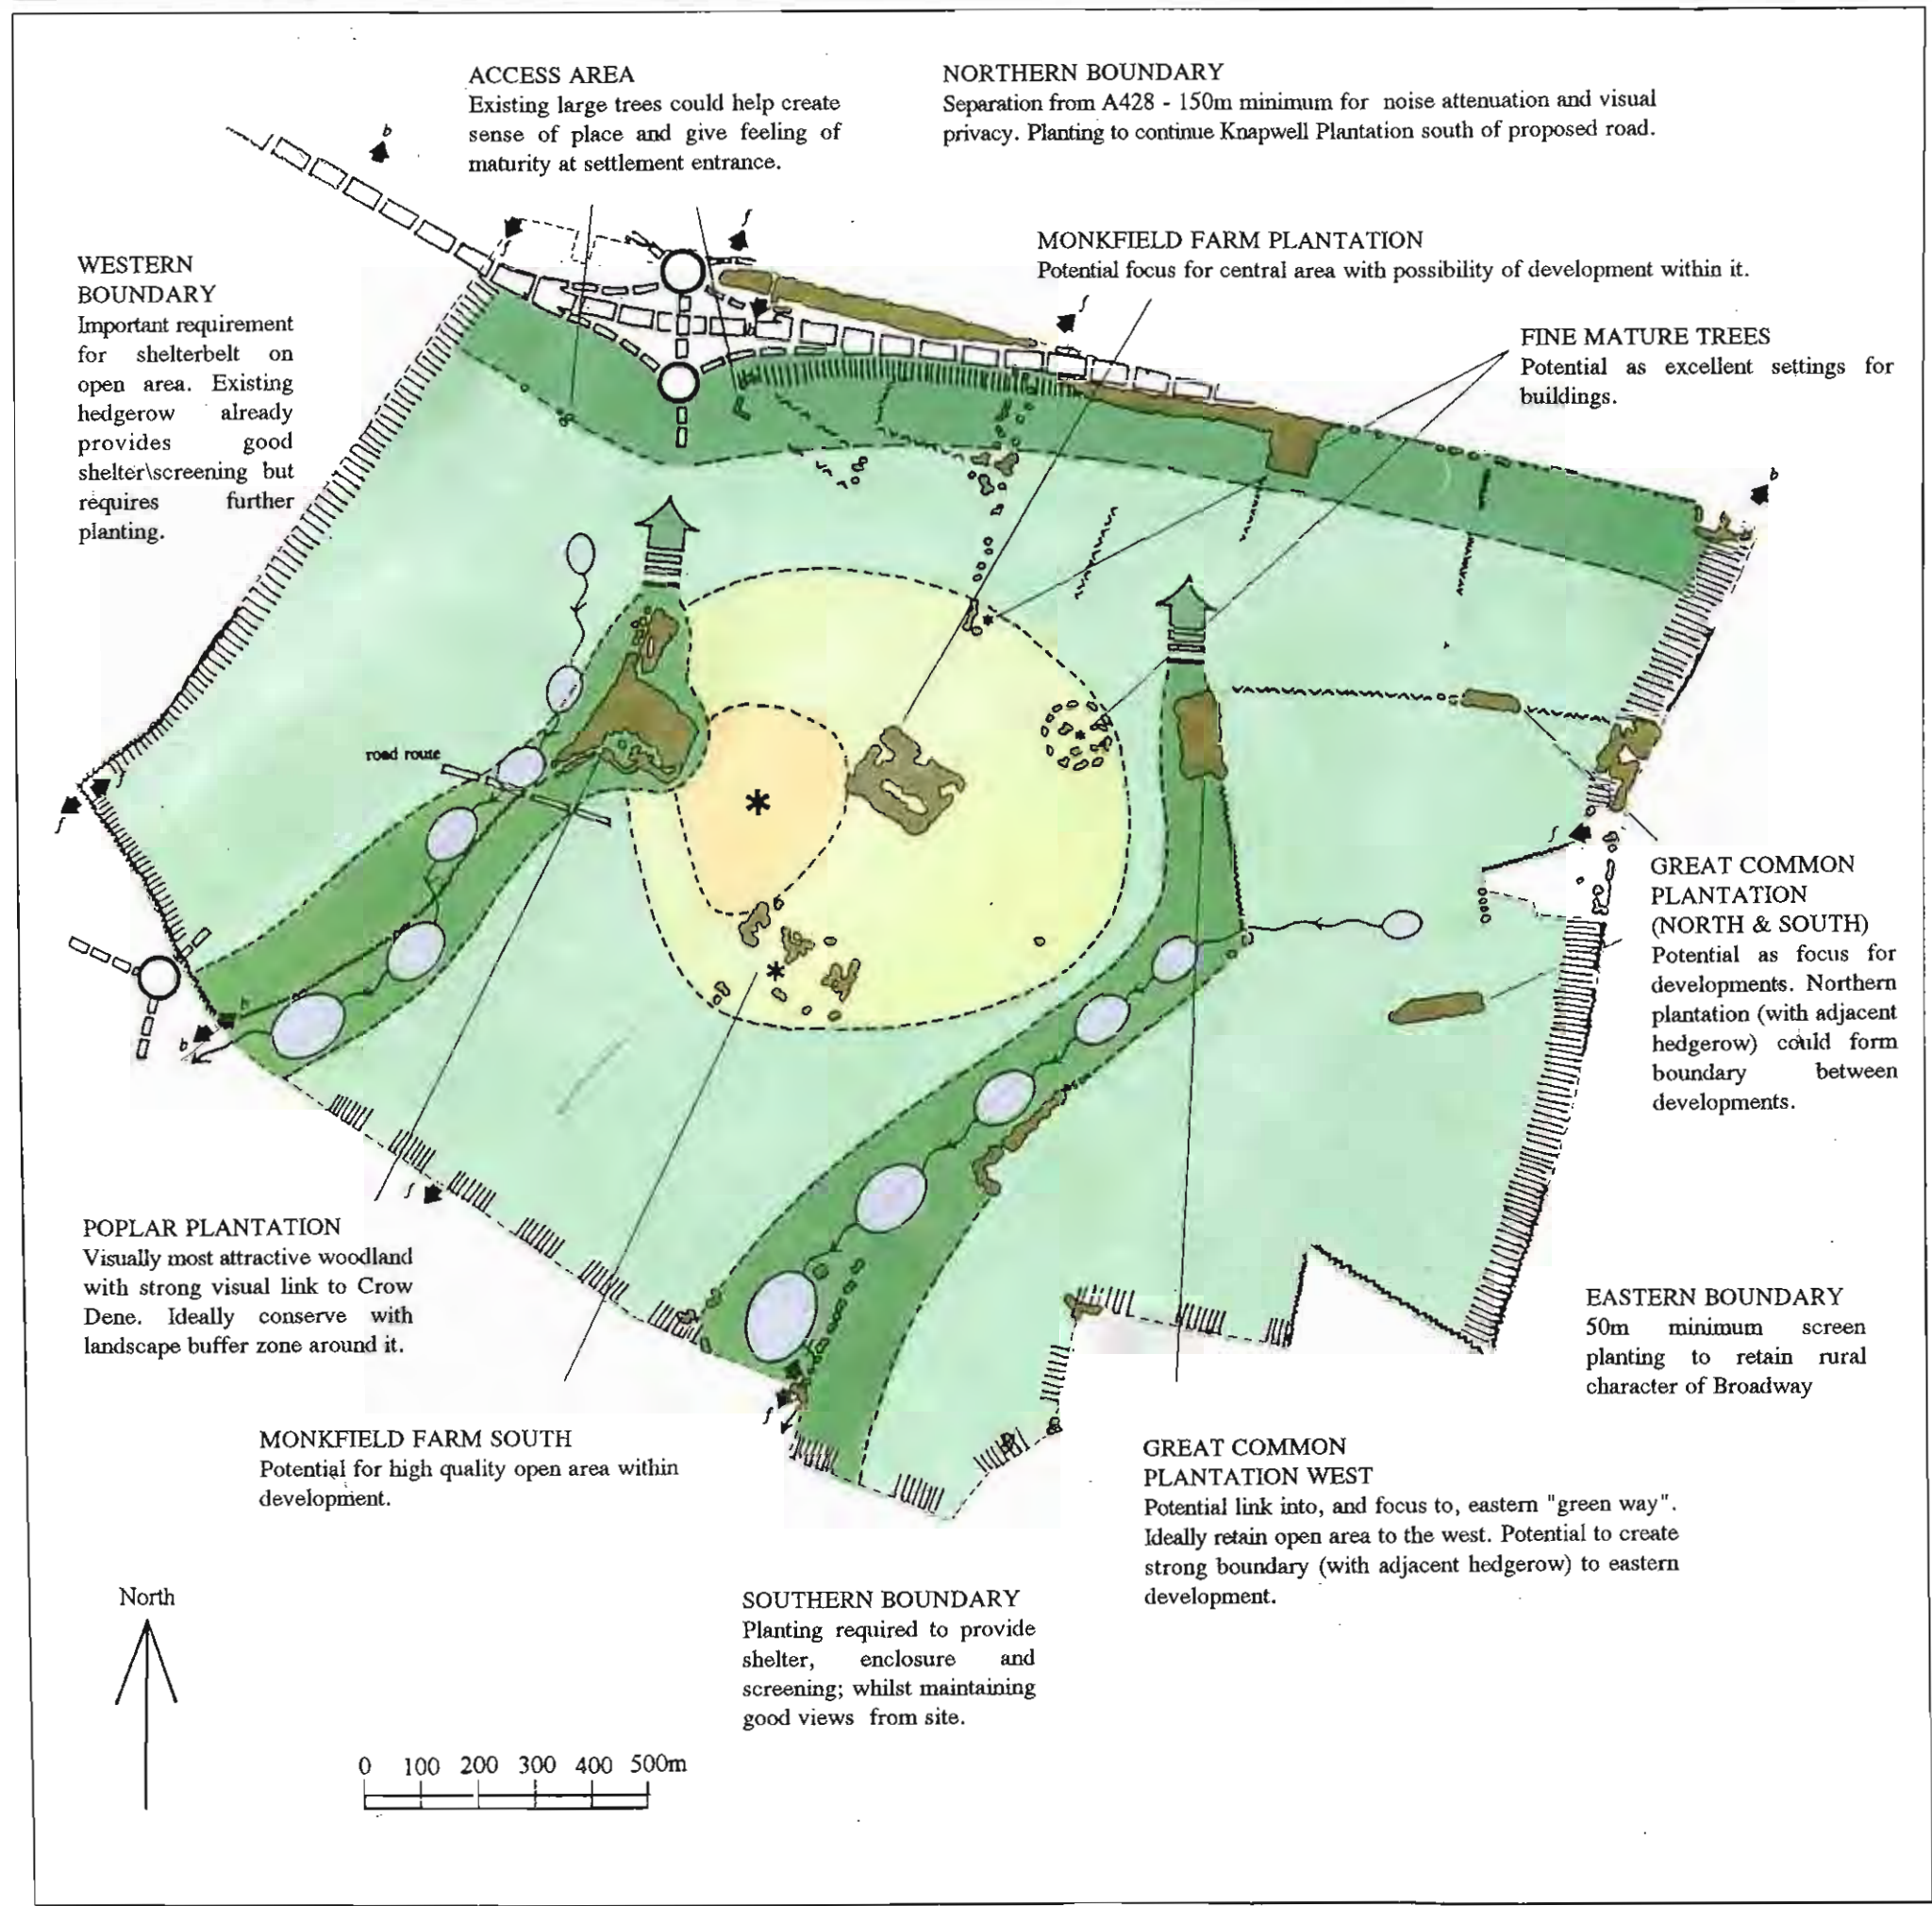 ACCESS AREA
Existing large trees could help create
sense of place and give feeling of
maturity at settlement entrance.
NORTHERN BOUNDARY
Separation from A428 - 150m minimum for noise attenuation and visual
privacy. Planting to continue Knapwell Plantation south of proposed road.
b
f
f
WESTERN
BOUNDARY
Important requirement
for shelterbelt on
open area. Existing
hedgerow already
provides good
shelter\screening but
requires further
planting.
MONKFIELD FARM PLANTATION
Potential focus for central area with possibility of development within it.
f
b
FINE MATURE TREES
Potential as excellent settings for
buildings.
b
road route
f
f
f
GREAT COMMON
PLANTATION
(NORTH & SOUTH)
Potential as focus for
developments. Northern
plantation (with adjacent
hedgerow) could form
boundary between
developments.
b
b
f
POPLAR PLANTATION
Visually most attractive woodland
with strong visual link to Crow
Dene. Ideally conserve with
landscape buffer zone around it.
EASTERN BOUNDARY
50m minimum screen
planting to retain rural
character of Broadway
f
MONKFIELD FARM SOUTH
Potential for high quality open area within
development.
GREAT COMMON
PLANTATION WEST
Potential link into, and focus to, eastern "green way".
Ideally retain open area to the west. Potential to create
strong boundary (with adjacent hedgerow) to eastern
development.
North
SOUTHERN BOUNDARY
Planting required to provide
shelter, enclosure and
screening; whilst maintaining
good views from site.
0 100 200 300 400 500m